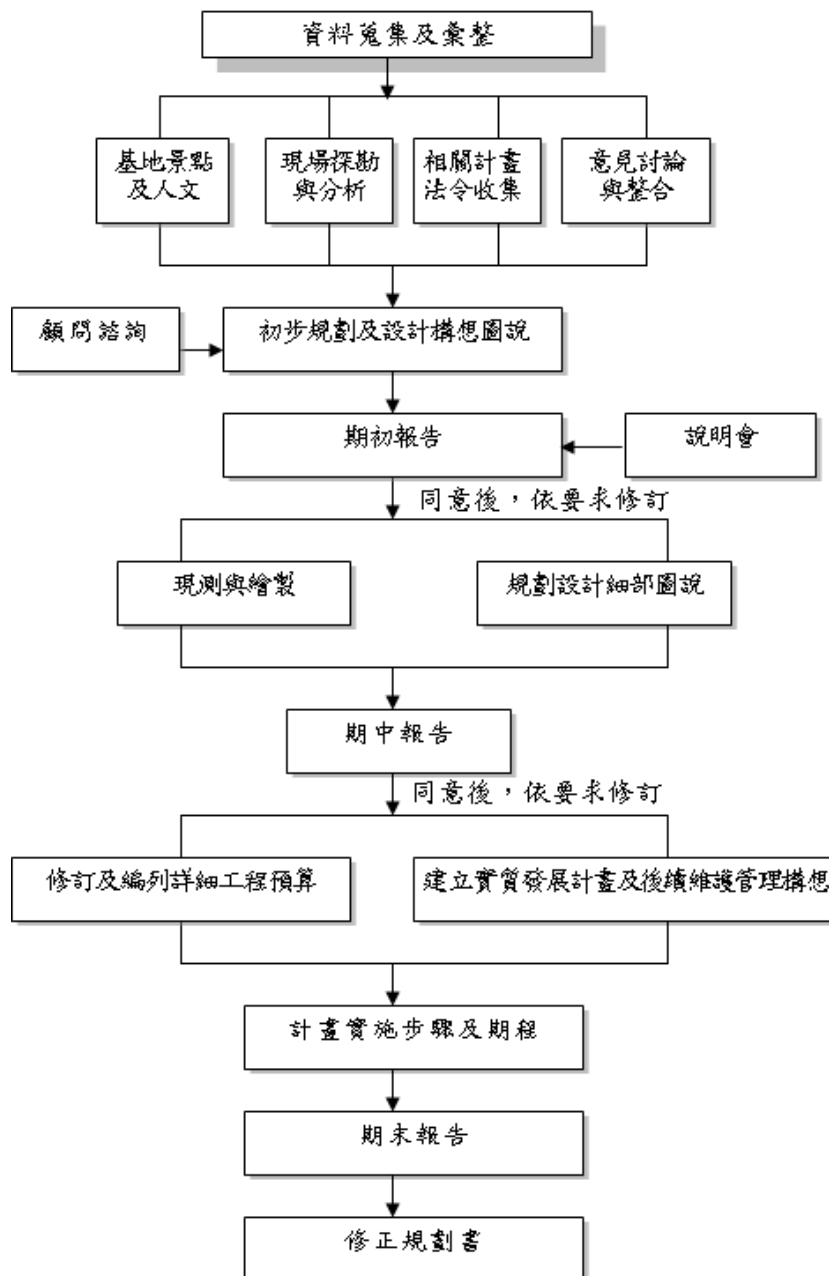 資料蒐集及彙整
基地景點
及人文
現場探勘
與分析
相關計畫
法令收集
意見討論
與整合
顧問諮詢
初步規劃及設計構想圖說
期初報告
說明會
同意後，依要求修訂
現測與繪製
規劃設計細部圖說
期中報告
同意後，依要求修訂
修訂及編列詳細工程預算
建立實質發展計畫及後續維護管理構想
計畫實施步驟及期程
期末報告
修正規劃書